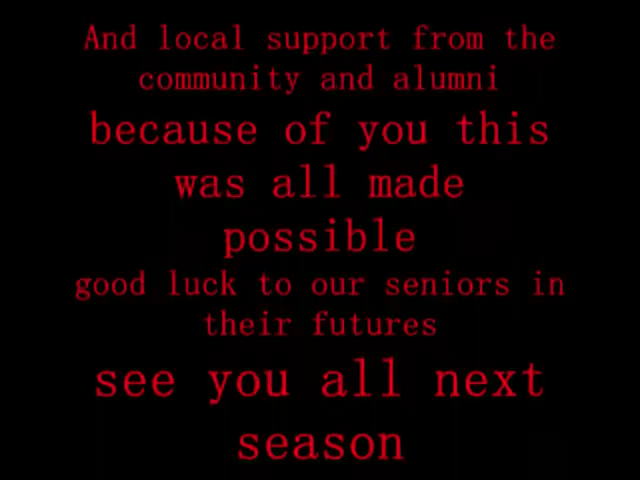 And local support from the
community and alumni
because of you this
was all made
possible
good luck to our seniors in
their futures
see you all next
season